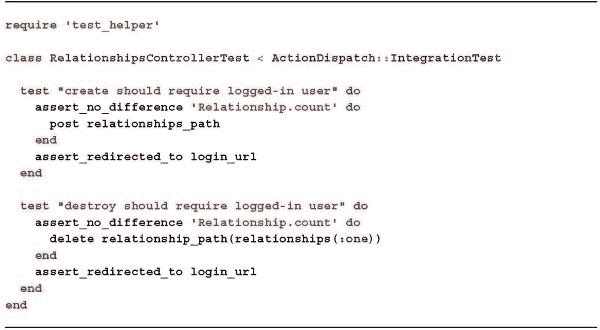 require 'test_helper'
class RelationshipsControllerTest < ActionDispatch::IntegrationTest
  test "create should require logged-in user" do
    assert_no_difference 'Relationship.count' do
      post relationships_path
    end
    assert_redirected_to login_url
  end
  test "destroy should require logged-in user" do
    assert_no_difference 'Relationship.count' do
      delete relationship_path(relationships(:one))
    end
    assert_redirected_to login_url
  end
end